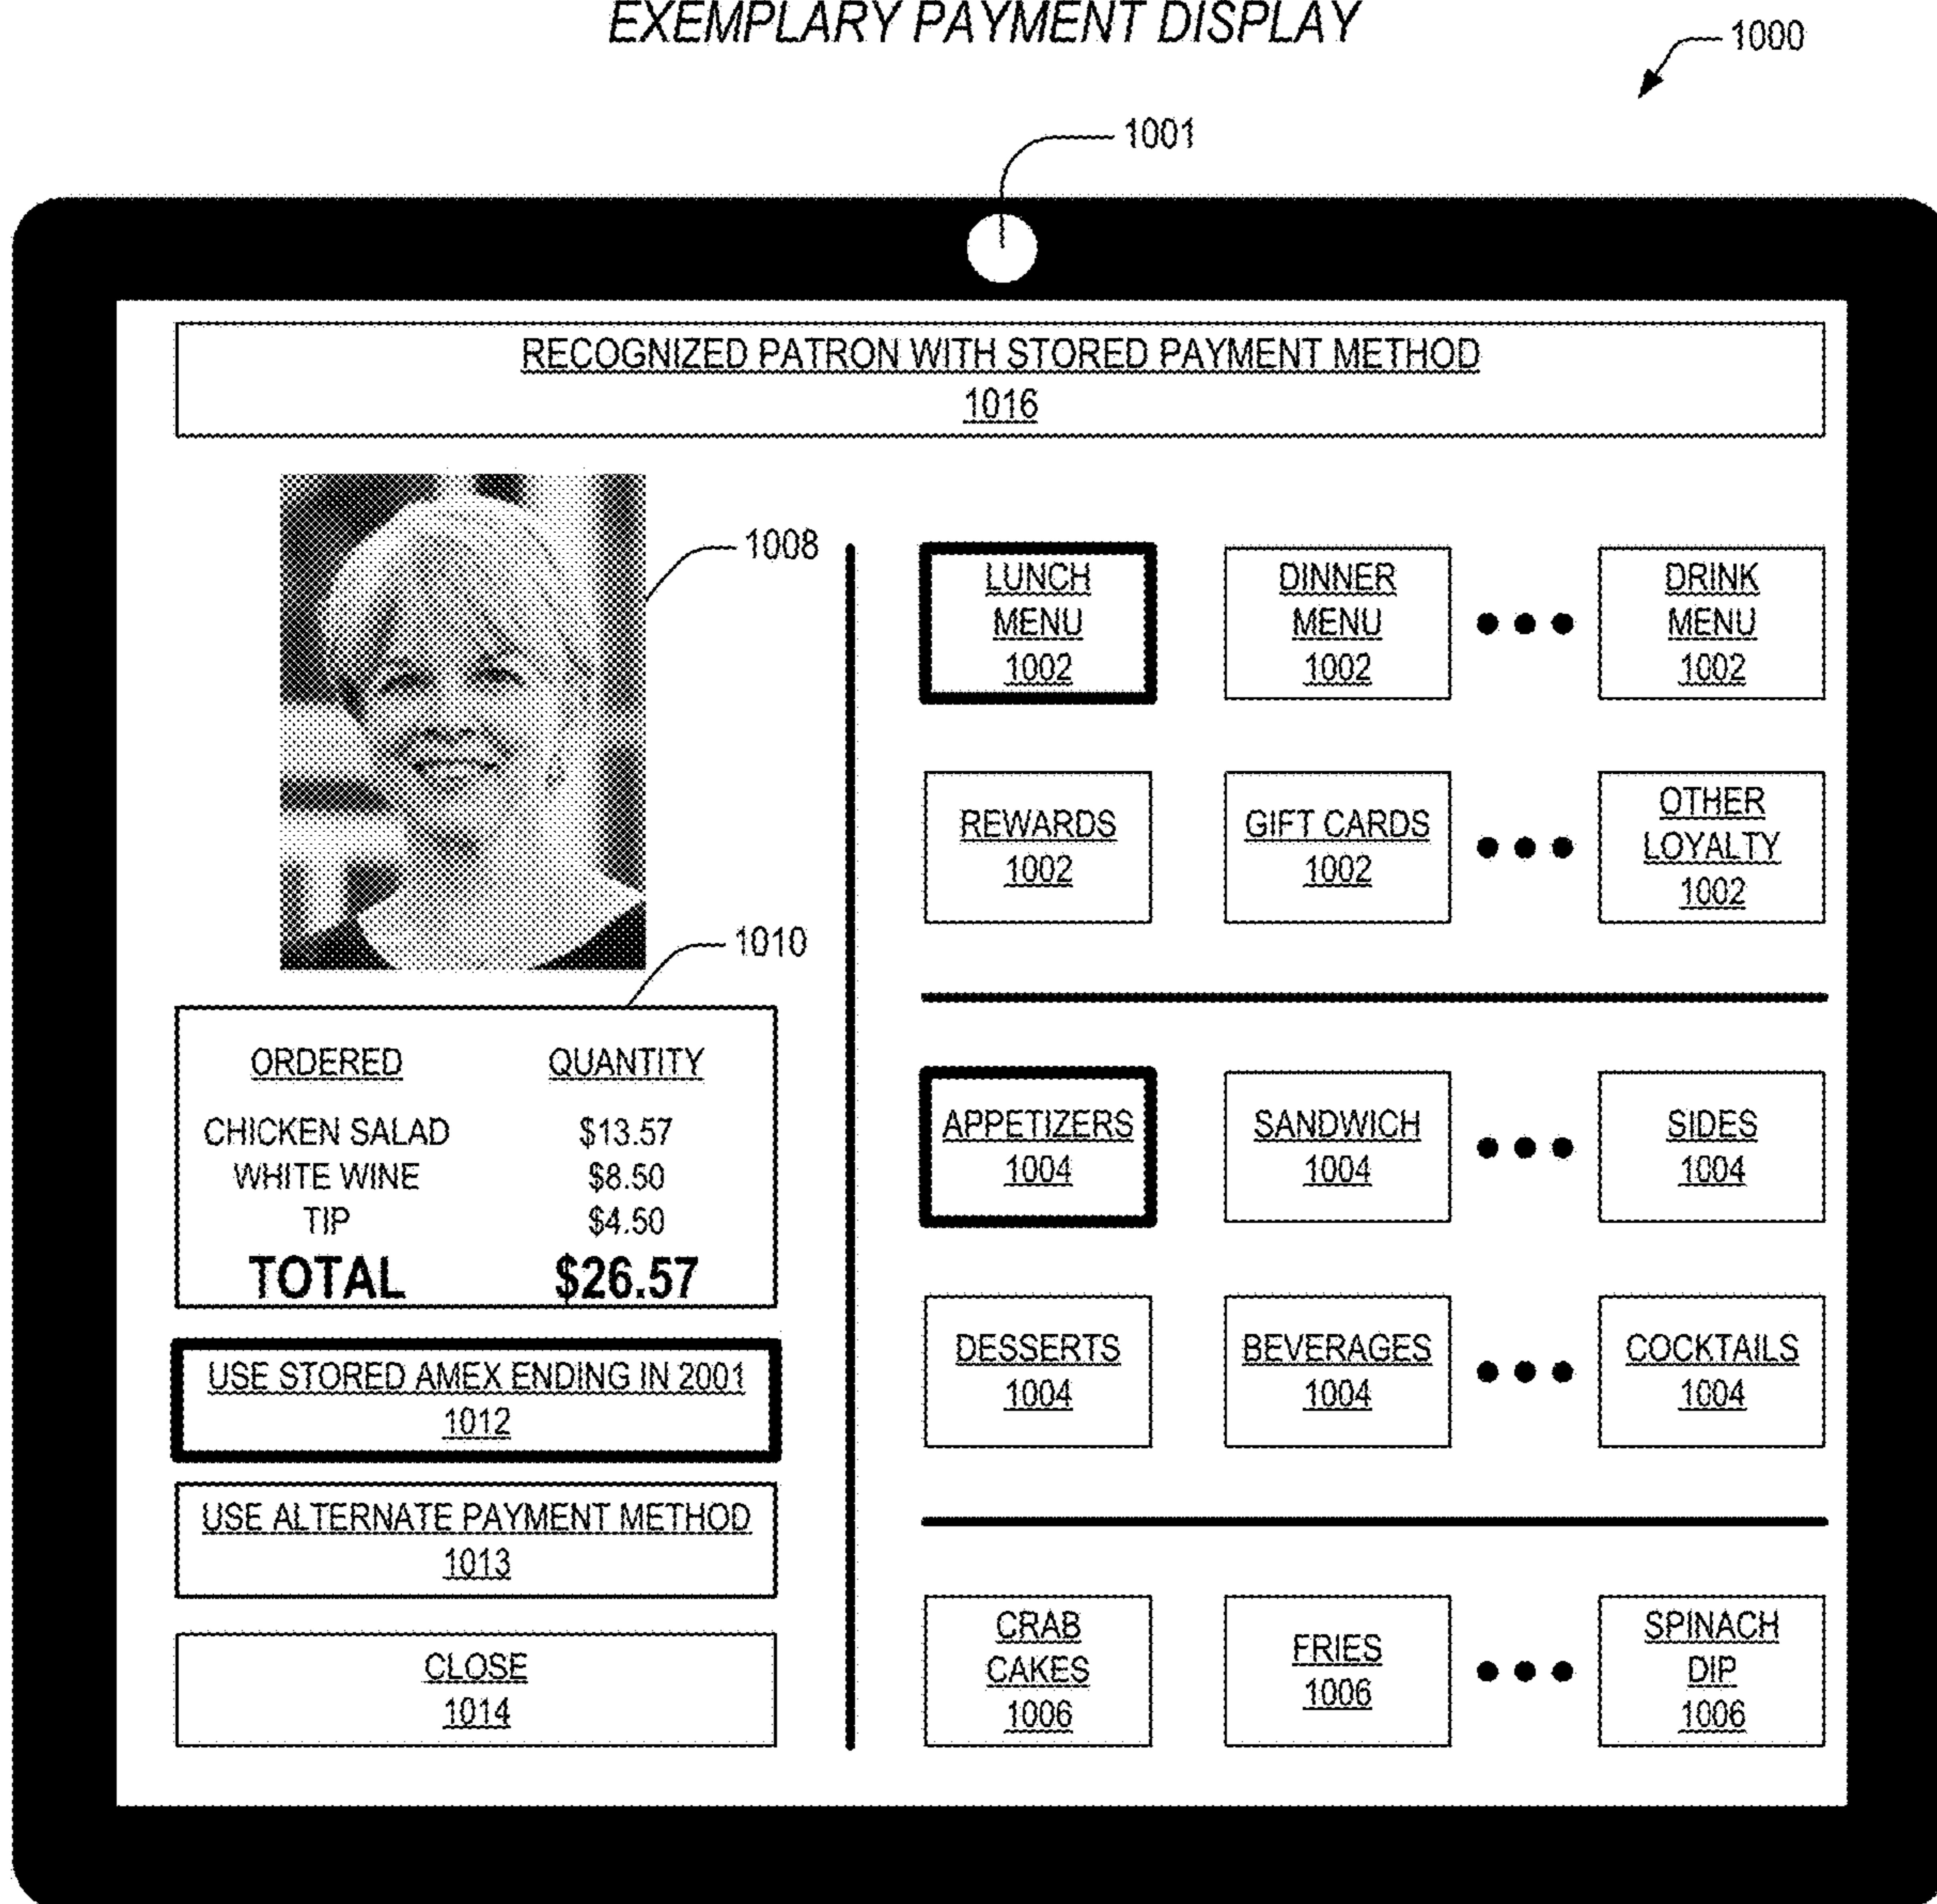 EXEMPLARY PAYMENT DISPLAY
1000
1001
RECOGNIZED PATRON WITH STORED PAYMENT METHOD
1016
1008
1010
ORDERED QUANTITY
CHICKEN SALAD $13.57
WHITE WINE $8.50
TIP $4.50
TOTAL $26.57
USE STORED AMEX ENDING IN 2001
1012
USE ALTERNATE PAYMENT METHOD
1013
CLOSE
1014
LUNCH
MENU
1002
DINNER
MENU
1002
DRINK
MENU
1002
REWARDS
1002
GIFT CARDS
1002
OTHER
LOYALTY
1002
APPETIZERS
1004
SANDWICH
1004
SIDES
1004
DESSERTS
1004
BEVERAGES
1004
COCKTAILS
1004
CRAB
CAKES
1006
FRIES
1006
SPINACH
DIP
1006